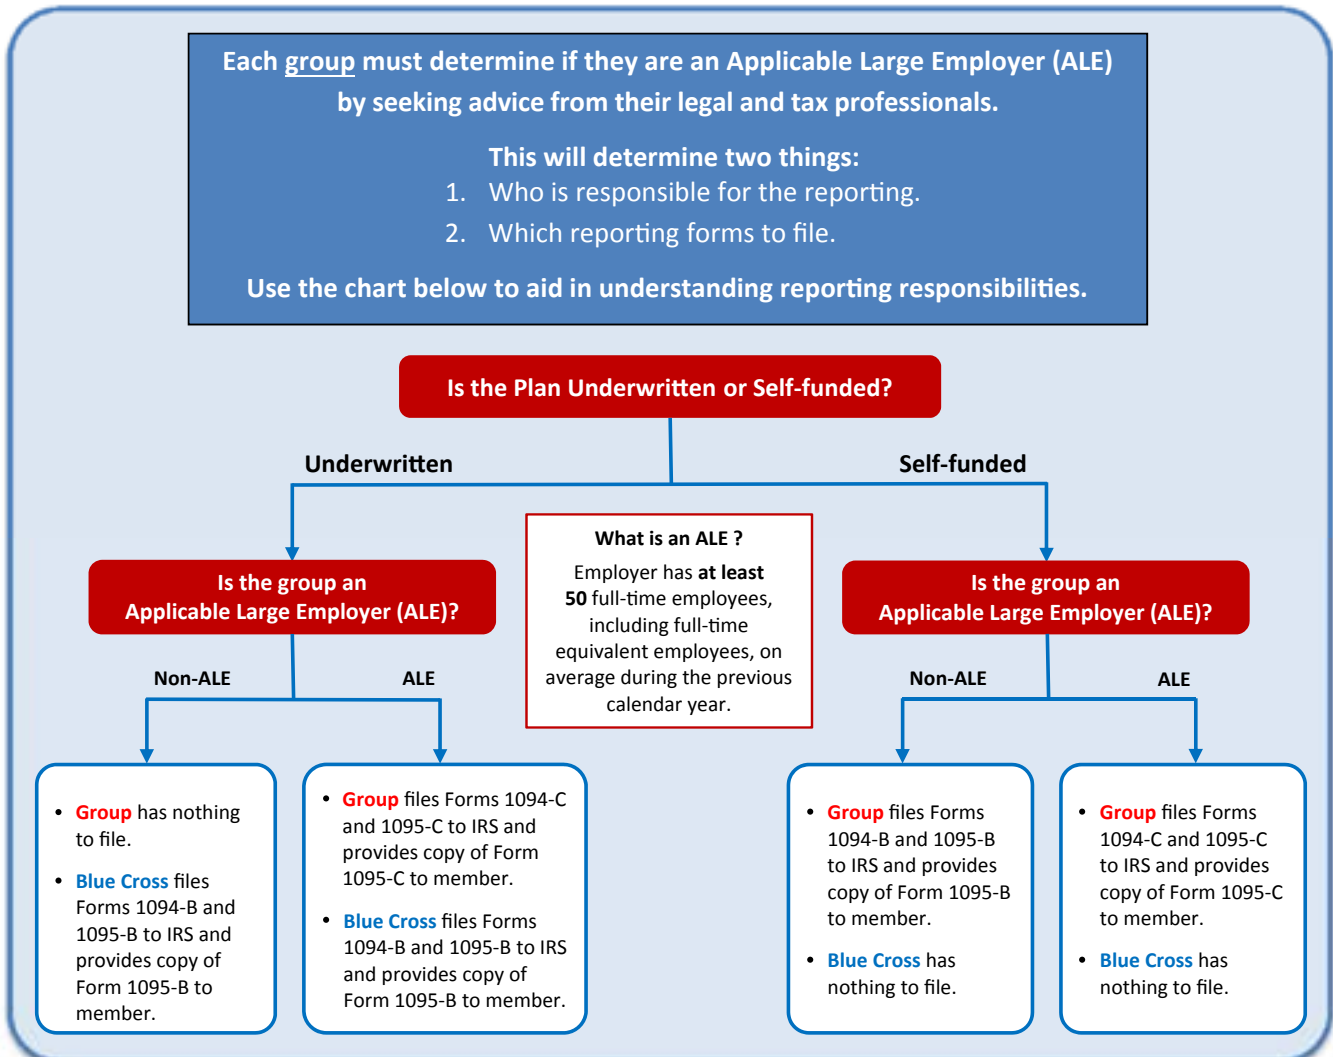 Each group must determine if they are an Applicable Large Employer (ALE)
by seeking advice from their legal and tax professionals.
This will determine two things:
1. Who is responsible for the reporting.
2. Which reporting forms to file.
Use the chart below to aid in understanding reporting responsibilities.
Is the Plan Underwritten or Self-funded?
Underwritten
Self-funded
What is an ALE ?
Employer has at least
50 full-time employees,
including full-time
equivalent employees, on
average during the previous
calendar year.
Is the group an
Applicable Large Employer (ALE)?
Non-ALE
ALE
Is the group an
Applicable Large Employer (ALE)?
Non-ALE
ALE
• Group has nothing
to file.
• Blue Cross files
Forms 1094-B and
1095-B to IRS and
provides copy of
Form 1095-B to
member.
• Group files Forms 1094-C
and 1095-C to IRS and
provides copy of Form
1095-C to member.
• Blue Cross files Forms
1094-B and 1095-B to IRS
and provides copy of
Form 1095-B to member.
• Group files Forms
1094-B and 1095-B
to IRS and provides
copy of Form 1095-B
to member.
• Blue Cross has
nothing to file.
• Group files Forms
1094-C and 1095-C
to IRS and provides
copy of Form 1095-C
to member.
• Blue Cross has
nothing to file.